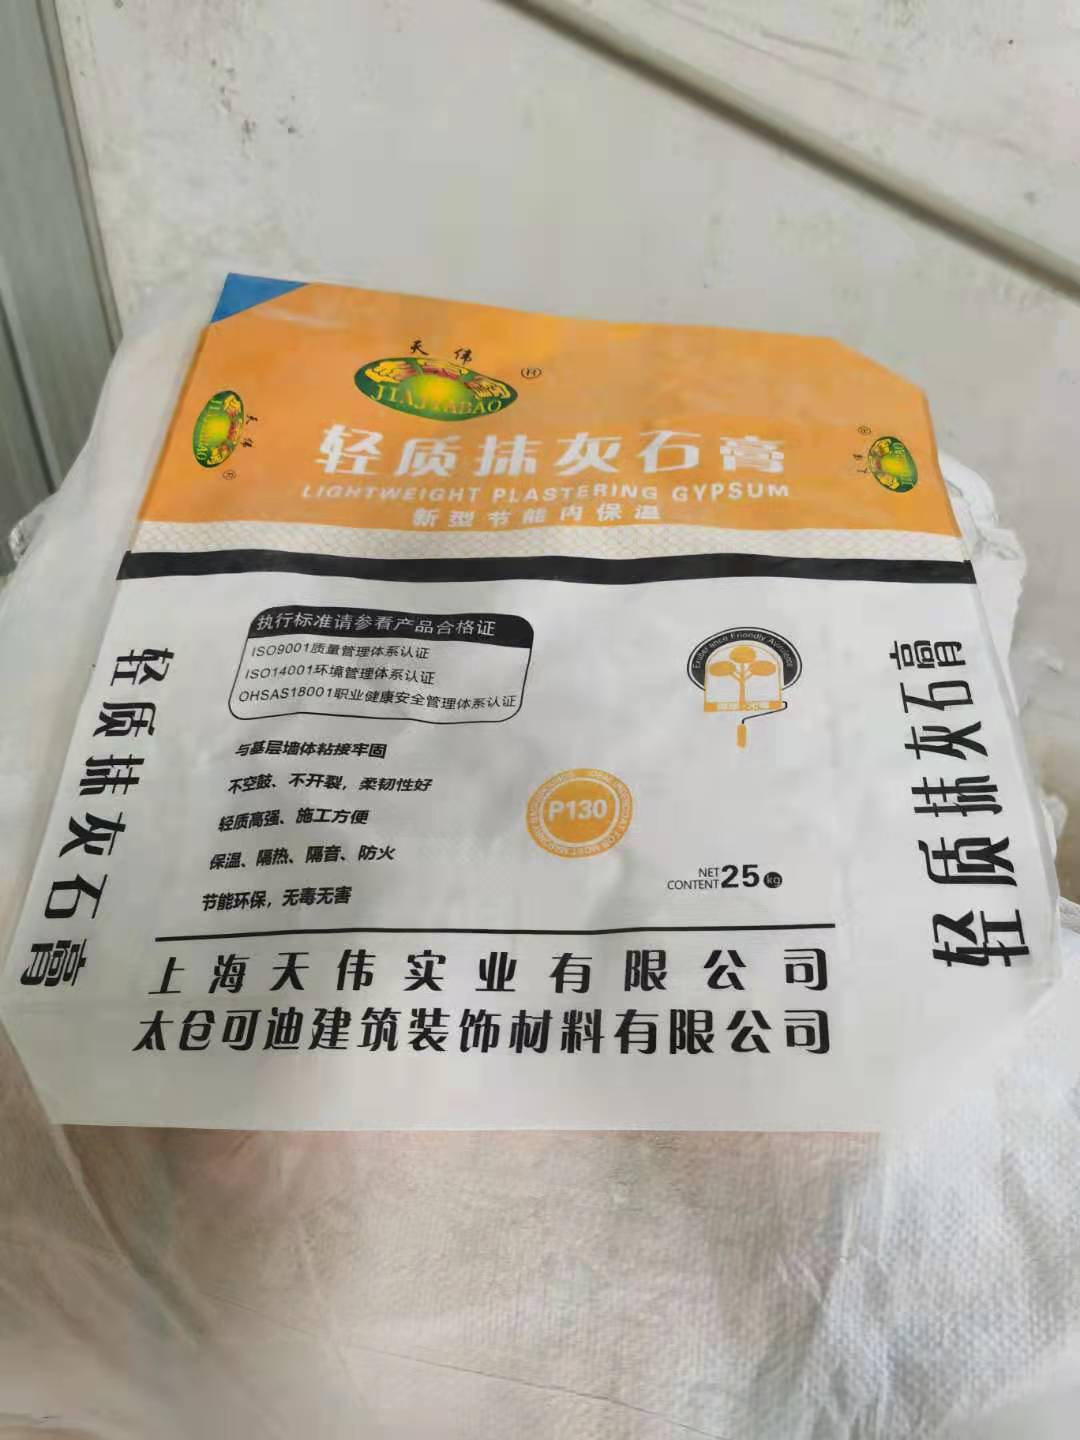 天伟
JIAJIABAO
®
天伟
®
®
轻质抹灰石膏
LIGHTWEIGHT PLASTERING GYPSUM
新型节能内保温
执行标准请参看产品合格证
ISO9001质量管理体系认证
ISO14001环境管理体系认证
OHSAS18001职业健康安全管理体系认证
与基层墙体粘接牢固
不空鼓、不开裂，柔韧性好
轻质高强、施工方便
保温、隔热、隔音、防火
节能环保，无毒无害
P130
NET
CONTENT 25 kg
轻质抹灰石膏
轻质抹灰石膏
上海天伟实业有限公司
太仓可迪建筑装饰材料有限公司